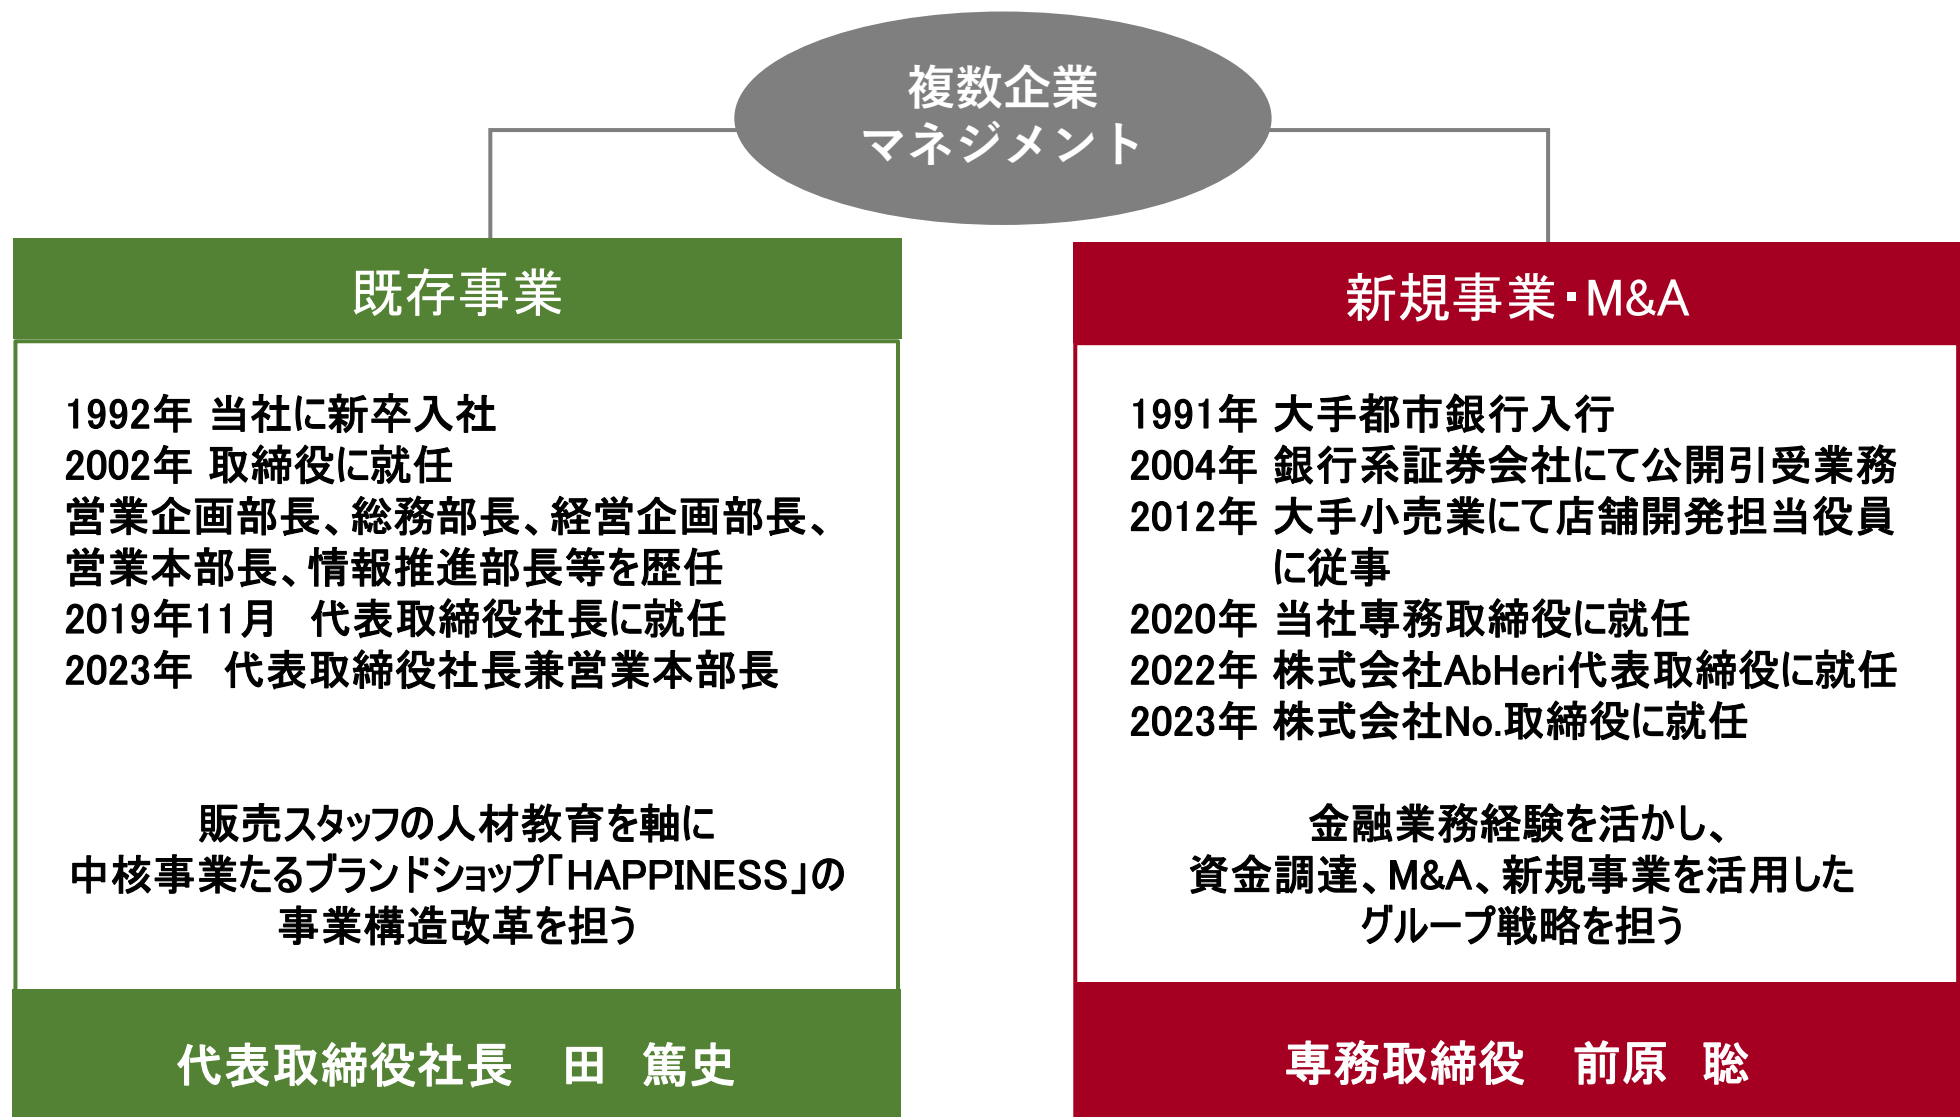 複数企業
マネジメント
既存事業
1992年 当社に新卒入社
2002年 取締役に就任
営業企画部長、総務部長、経営企画部長、
営業本部長、情報推進部長等を歴任
2019年11月　代表取締役社長に就任
2023年　代表取締役社長兼営業本部長
販売スタッフの人材教育を軸に
中核事業たるブランドショップ「HAPPINESS」の
事業構造改革を担う
代表取締役社長　田　篤史
新規事業・M&A
1991年 大手都市銀行入行
2004年 銀行系証券会社にて公開引受業務
2012年 大手小売業にて店舗開発担当役員
に従事
2020年 当社専務取締役に就任
2022年 株式会社AbHeri代表取締役に就任
2023年 株式会社No.取締役に就任
金融業務経験を活かし、
資金調達、M&A、新規事業を活用した
グループ戦略を担う
専務取締役　前原　聡